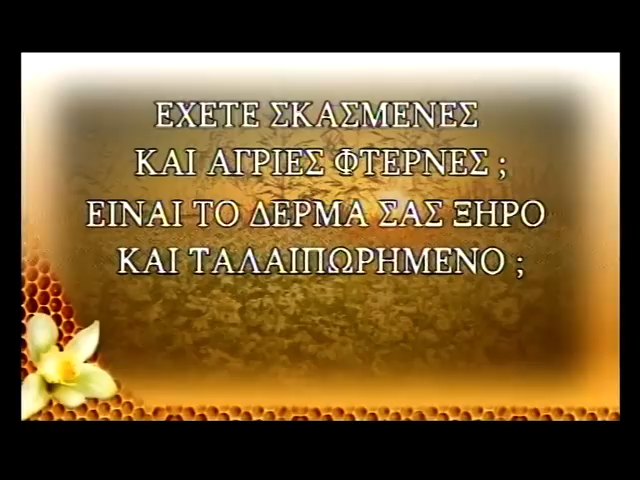 ΕΧΕΤΕ ΣΚΑΣΜΕΝΕΣ
ΚΑΙ ΑΓΡΙΕΣ ΦΤΕΡΝΕΣ ;
ΕΙΝΑΙ ΤΟ ΔΕΡΜΑ ΣΑΣ ΞΗΡΟ
ΚΑΙ ΤΑΛΑΙΠΩΡΗΜΕΝΟ ;